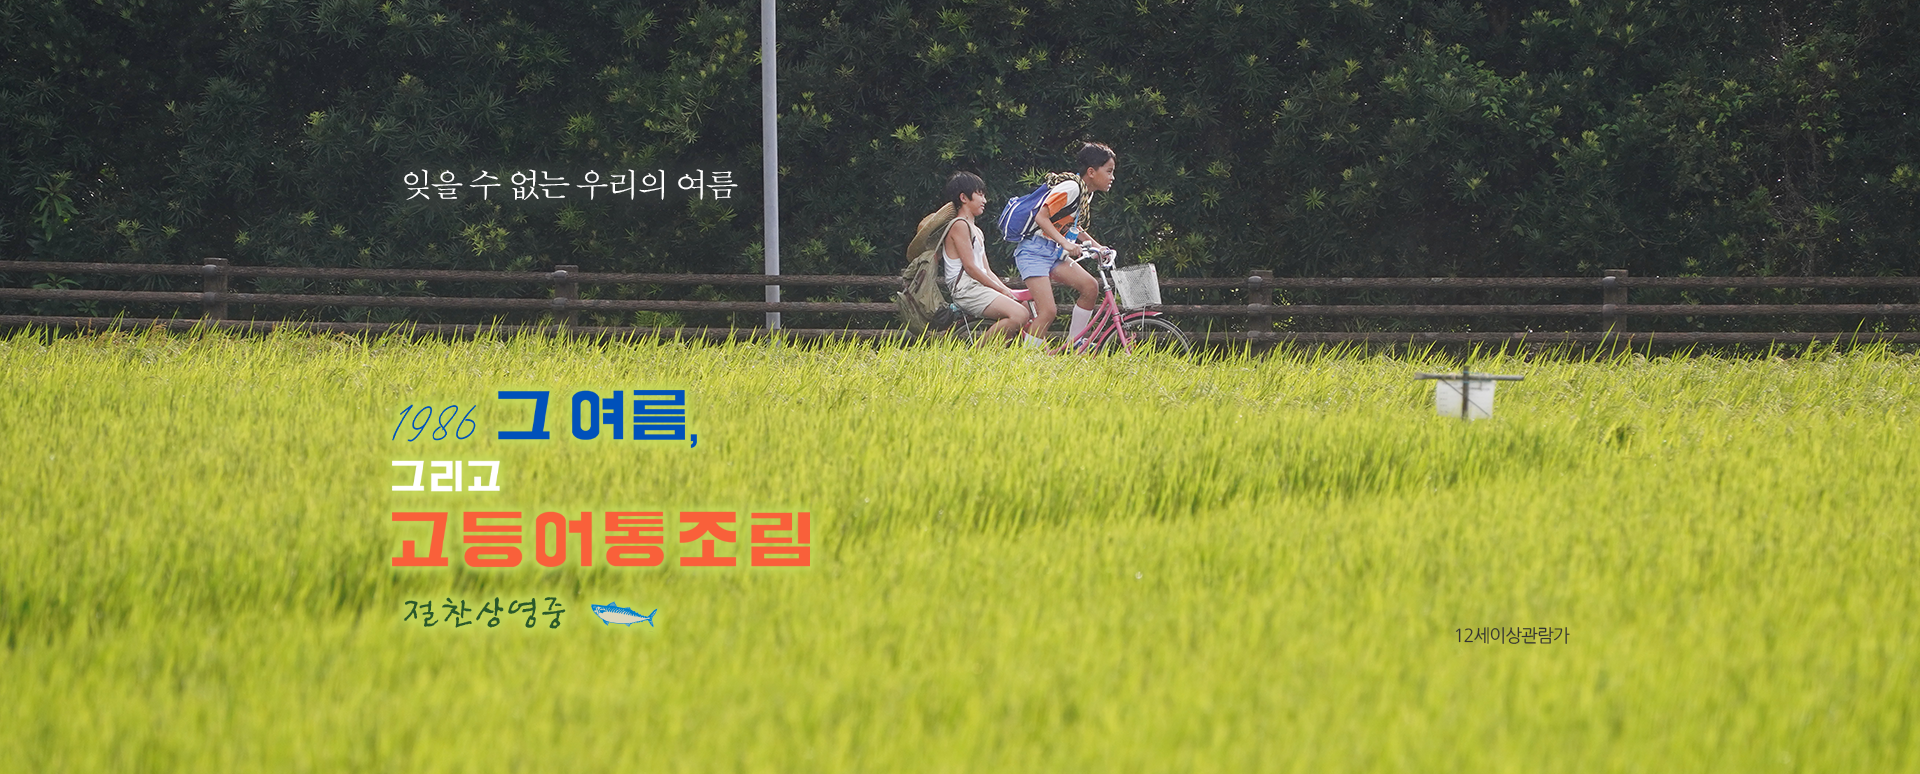 잊을 수 없는 우리의 여름
1986 그 여름,
그리고
고등어통조림
절찬상영중
12세이상관람가